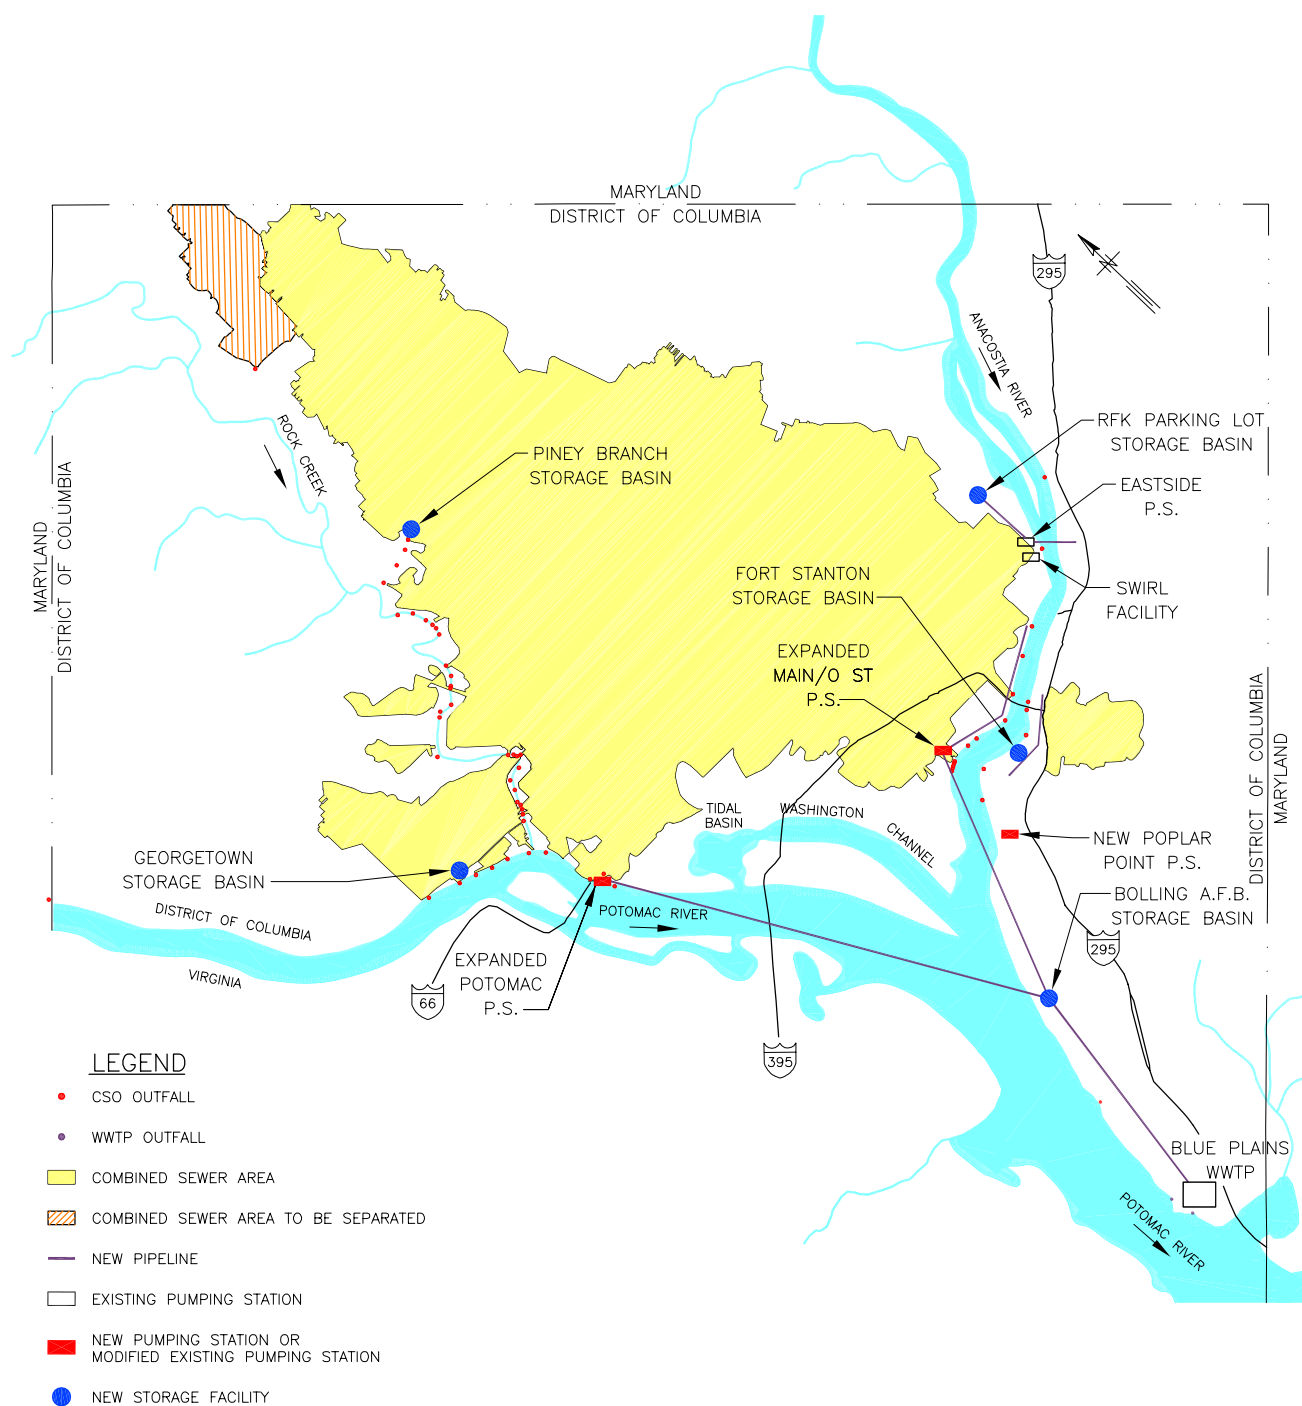 MARYLAND
DISTRICT OF COLUMBIA
295
ANACOSTIA RIVER
N
RFK PARKING LOT
STORAGE BASIN
ROCK CREEK
PINEY BRANCH
STORAGE BASIN
EASTSIDE
P.S.
MARYLAND
DISTRICT OF COLUMBIA
FORT STANTON
STORAGE BASIN
SWIRL
FACILITY
EXPANDED
MAIN/O ST
P.S.
DISTRICT OF COLUMBIA
MARYLAND
TIDAL
BASIN
WASHINGTON
CHANNEL
NEW POPLAR
POINT P.S.
GEORGETOWN
STORAGE BASIN
BOLLING A.F.B.
STORAGE BASIN
DISTRICT OF COLUMBIA
VIRGINIA
POTOMAC RIVER
295
EXPANDED
POTOMAC
P.S.
66
395
BLUE PLAINS
WWTP
POTOMAC RIVER
LEGEND
CSO OUTFALL
WWTP OUTFALL
COMBINED SEWER AREA
COMBINED SEWER AREA TO BE SEPARATED
NEW PIPELINE
EXISTING PUMPING STATION
NEW PUMPING STATION OR
MODIFIED EXISTING PUMPING STATION
NEW STORAGE FACILITY